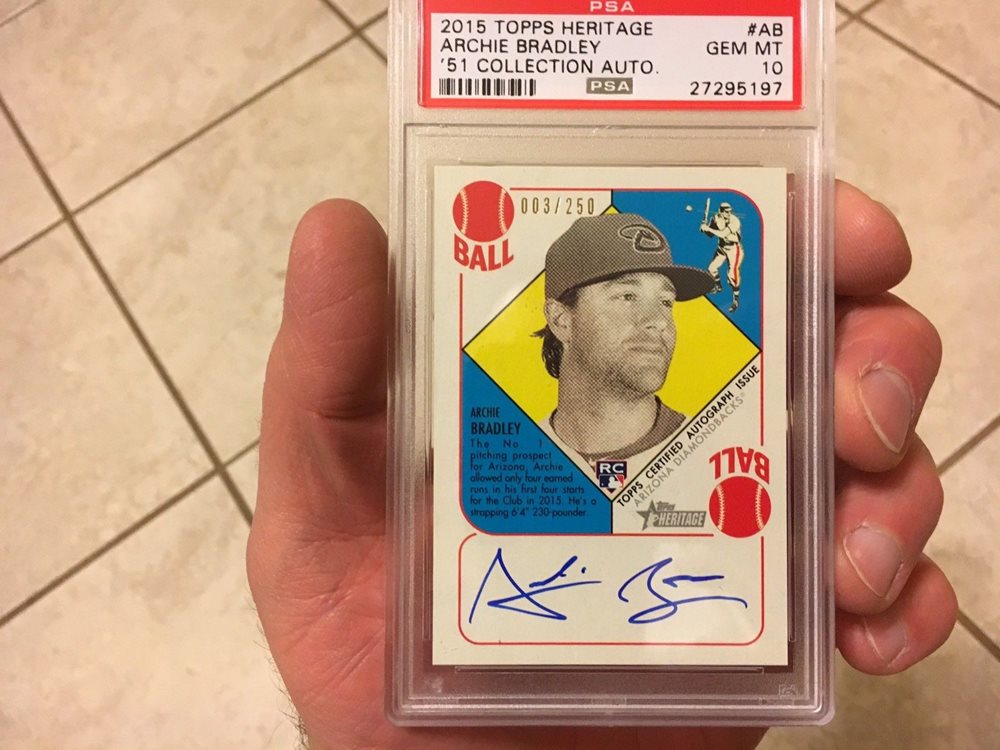 PSA
2015 TOPPS HERITAGE #AB
ARCHIE BRADLEY GEM MT
'51 COLLECTION AUTO. 10
PSA 27295197
003/250
BALL
ARCHIE
BRADLEY
The No 1
pitching prospect
for Arizona, Archie
allowed only four earned
runs in his first four starts
for the Club in 2015. He's a
strapping 6'4" 230-pounder.
RC
TOPPS CERTIFIED AUTOGRAPH ISSUE
ARIZONA DIAMONDBACKS®
BALL
TOPPS
HERITAGE